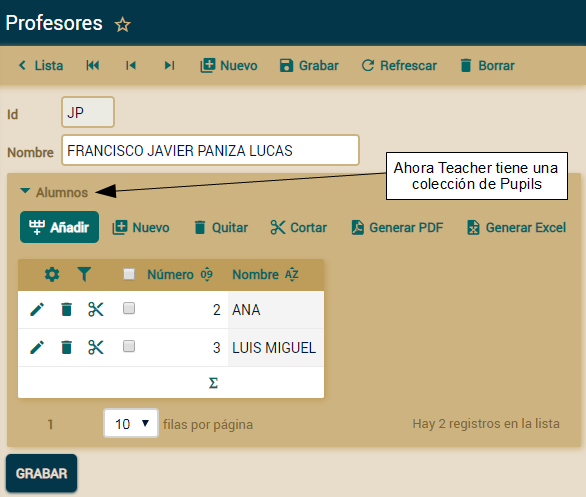 Profesores
Lista Nuevo Grabar Refrescar Borrar
Id JP
Nombre FRANCISCO JAVIER PANIZA LUCAS
Ahora Teacher tiene una
colección de Pupils
Alumnos
Añadir Nuevo Quitar Cortar Generar PDF Generar Excel
Número Nombre
2 ANA
3 LUIS MIGUEL
Σ
1 10 filas por página Hay 2 registros en la lista
GRABAR